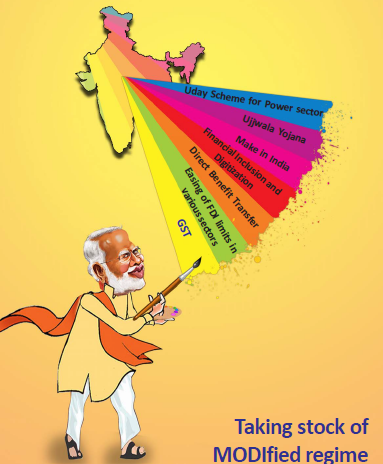 Uday Scheme for Power sector
Ujjwala Yojana
Make in India
Financial Inclusion and
Digitization
Direct Benefit Transfer
Easing of FDI limits in
various sectors
GST
Taking stock of
MODIfied regime